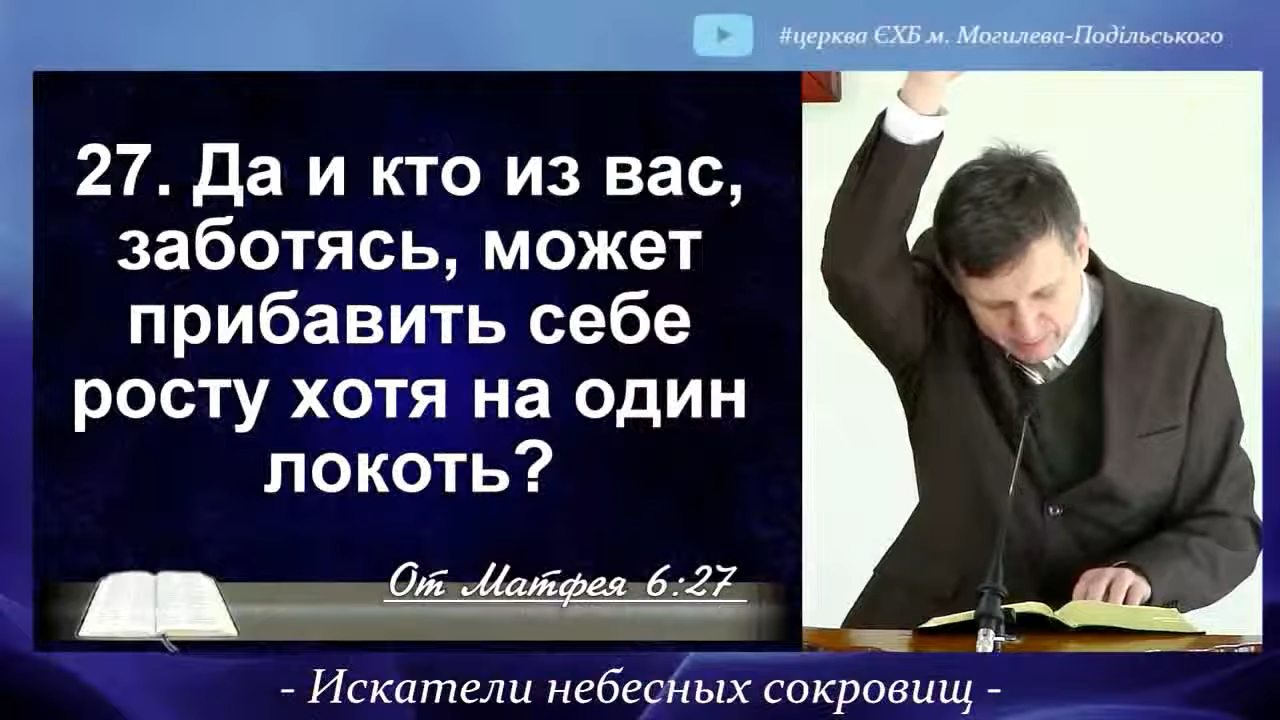 #церква ЄХБ м. Могилева-Подільського
27. Да и кто из вас,
заботясь, может
прибавить себе
росту хотя на один
локоть?
От Матфея 6:27
- Искатели небесных сокровищ -